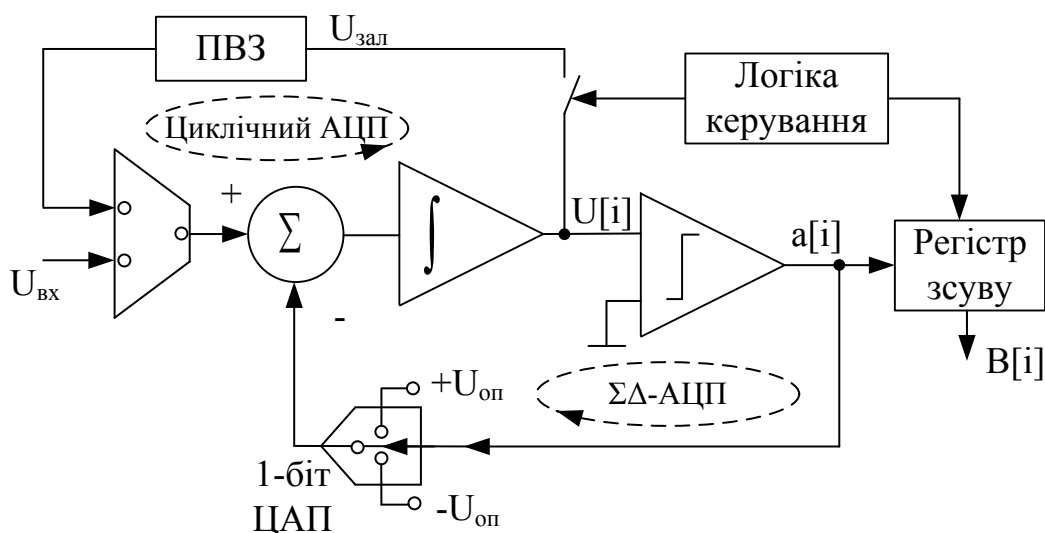 ПВЗ
Uзал
Логіка
керування
Циклічний АЦП
+
Σ
∫
U[i]
a[i]
Регістр
зсуву
Uвх
-
B[i]
+Uоп
ΣΔ-АЦП
1-біт
ЦАП
-Uоп